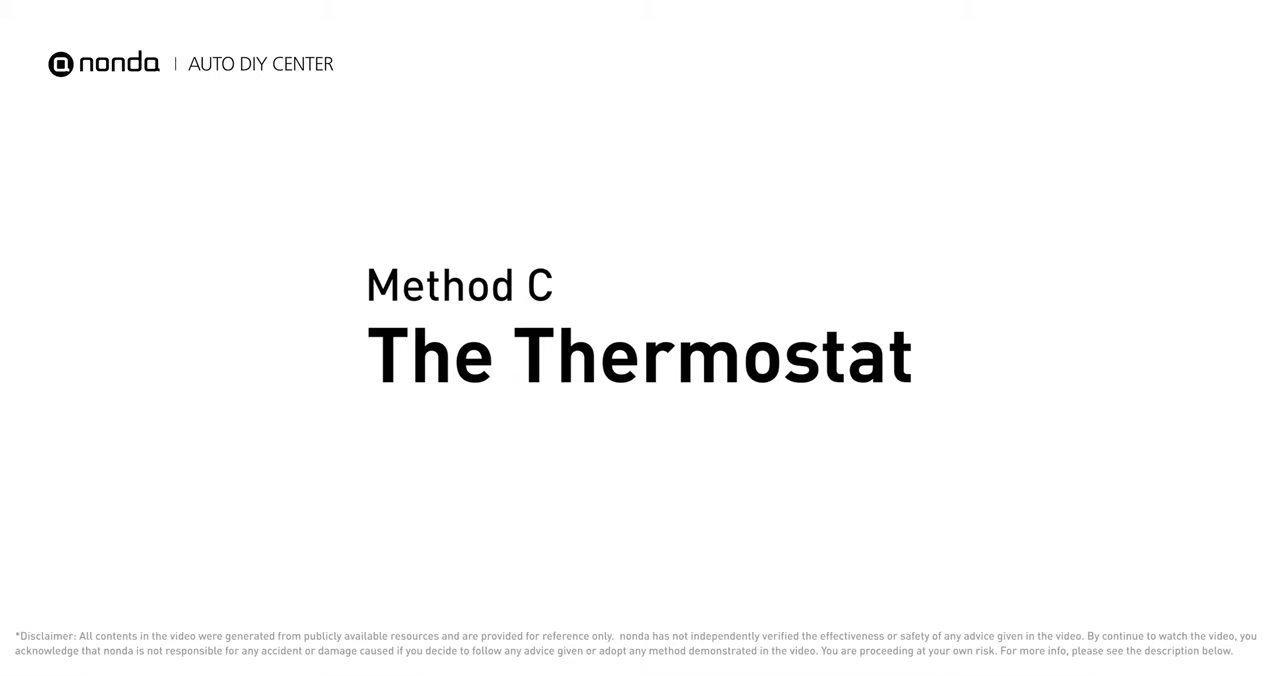 nonda | AUTO DIY CENTER
Method C
The Thermostat
*Disclaimer: All contents in the video were generated from publicly available resources and are provided for reference only. nonda has not independently verified the effectiveness or safety of any advice given in the video. By continue to watch the video, you
acknowledge that nonda is not responsible for any accident or damage caused if you decide to follow any advice given or adopt any method demonstrated in the video. You are proceeding at your own risk. For more info, please see the description below.